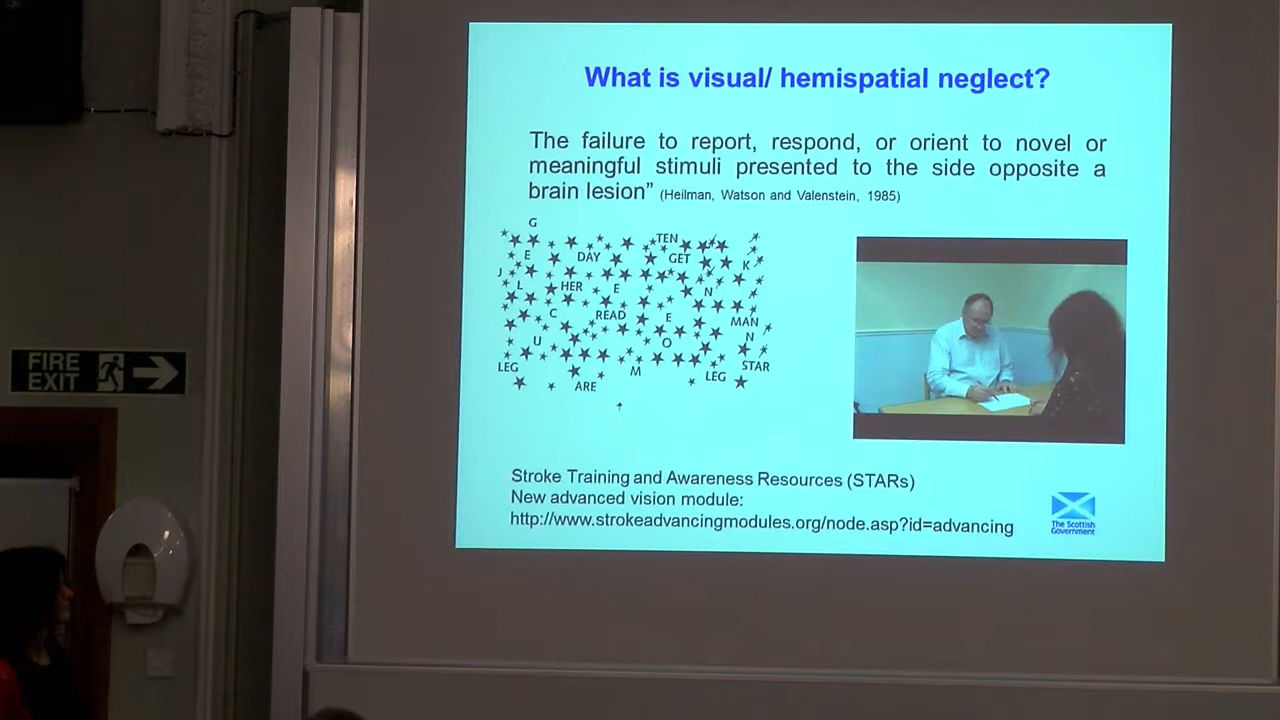 What is visual/ hemispatial neglect?
The failure to report, respond, or orient to novel or
meaningful stimuli presented to the side opposite a
brain lesion” (Heilman, Watson and Valenstein, 1985)
G
TEN
E DAY GET K
J
L HER E N
C READ E MAN
U O N
LEG M LEG STAR
ARE
Stroke Training and Awareness Resources (STARs)
New advanced vision module:
http://www.strokeadvancingmodules.org/node.asp?id=advancing
The Scottish
Government
FIRE
EXIT